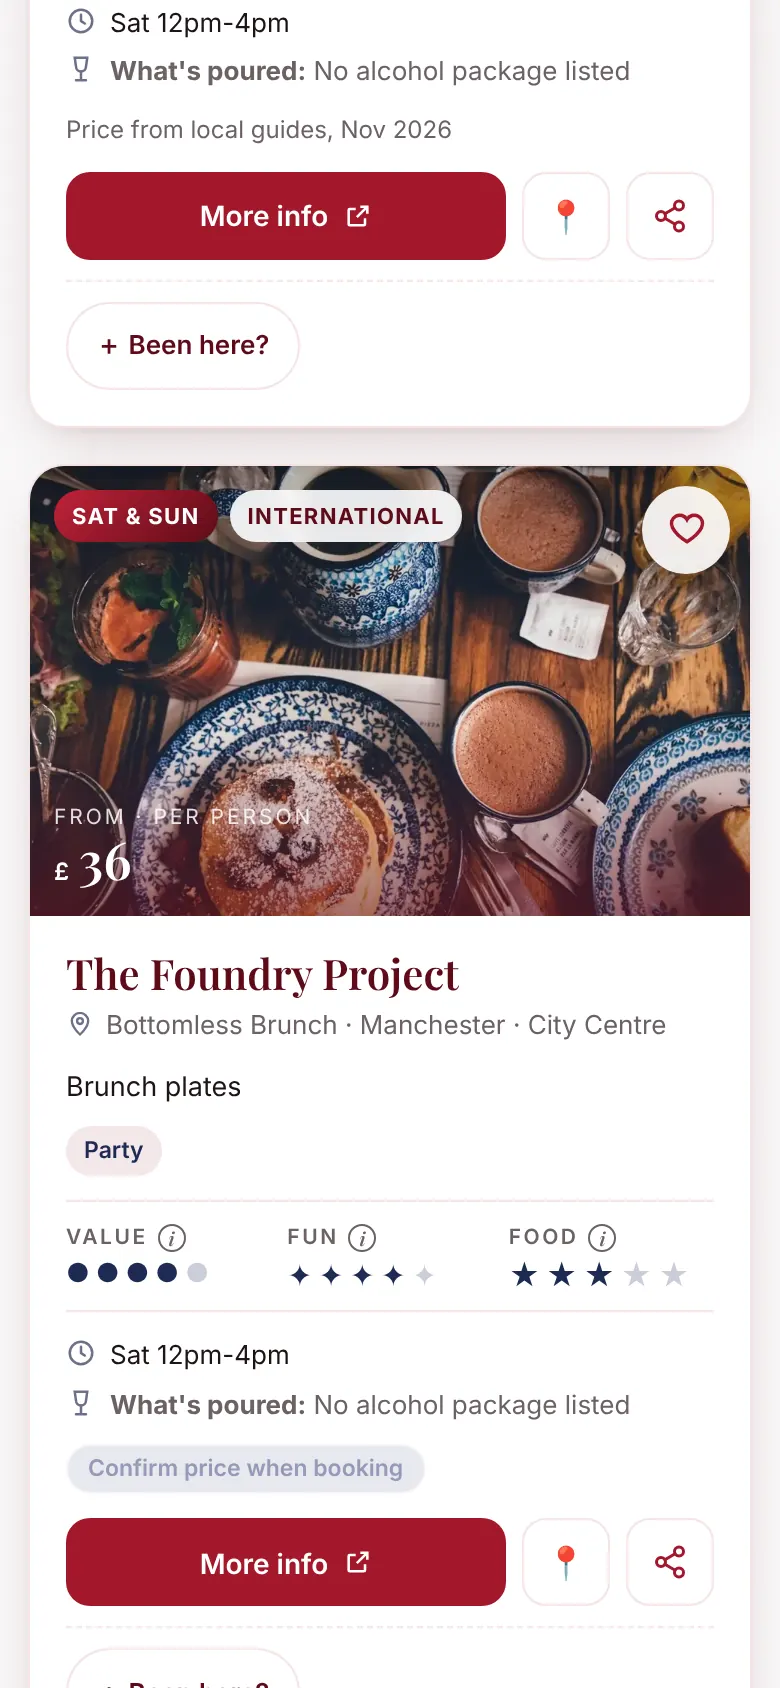 Sat 12pm-4pm
What's poured: No alcohol package listed
Price from local guides, Nov 2026
More info
+ Been here?
SAT & SUN
INTERNATIONAL
FROM · PER PERSON
£ 36
The Foundry Project
Bottomless Brunch · Manchester · City Centre
Brunch plates
Party
VALUE i FUN i FOOD i
Sat 12pm-4pm
What's poured: No alcohol package listed
Confirm price when booking
More info
+ Been here?